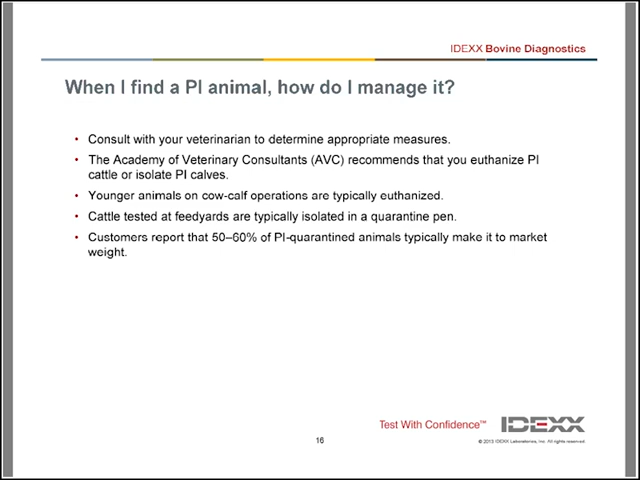 IDEXX Bovine Diagnostics
When I find a PI animal, how do I manage it?
• Consult with your veterinarian to determine appropriate measures.
• The Academy of Veterinary Consultants (AVC) recommends that you euthanize PI
cattle or isolate PI calves.
• Younger animals on cow-calf operations are typically euthanized.
• Cattle tested at feedyards are typically isolated in a quarantine pen.
• Customers report that 50–60% of PI-quarantined animals typically make it to market
weight.
Test With Confidence™
IDEXX
16
© 2013 IDEXX Laboratories, Inc. All rights reserved.